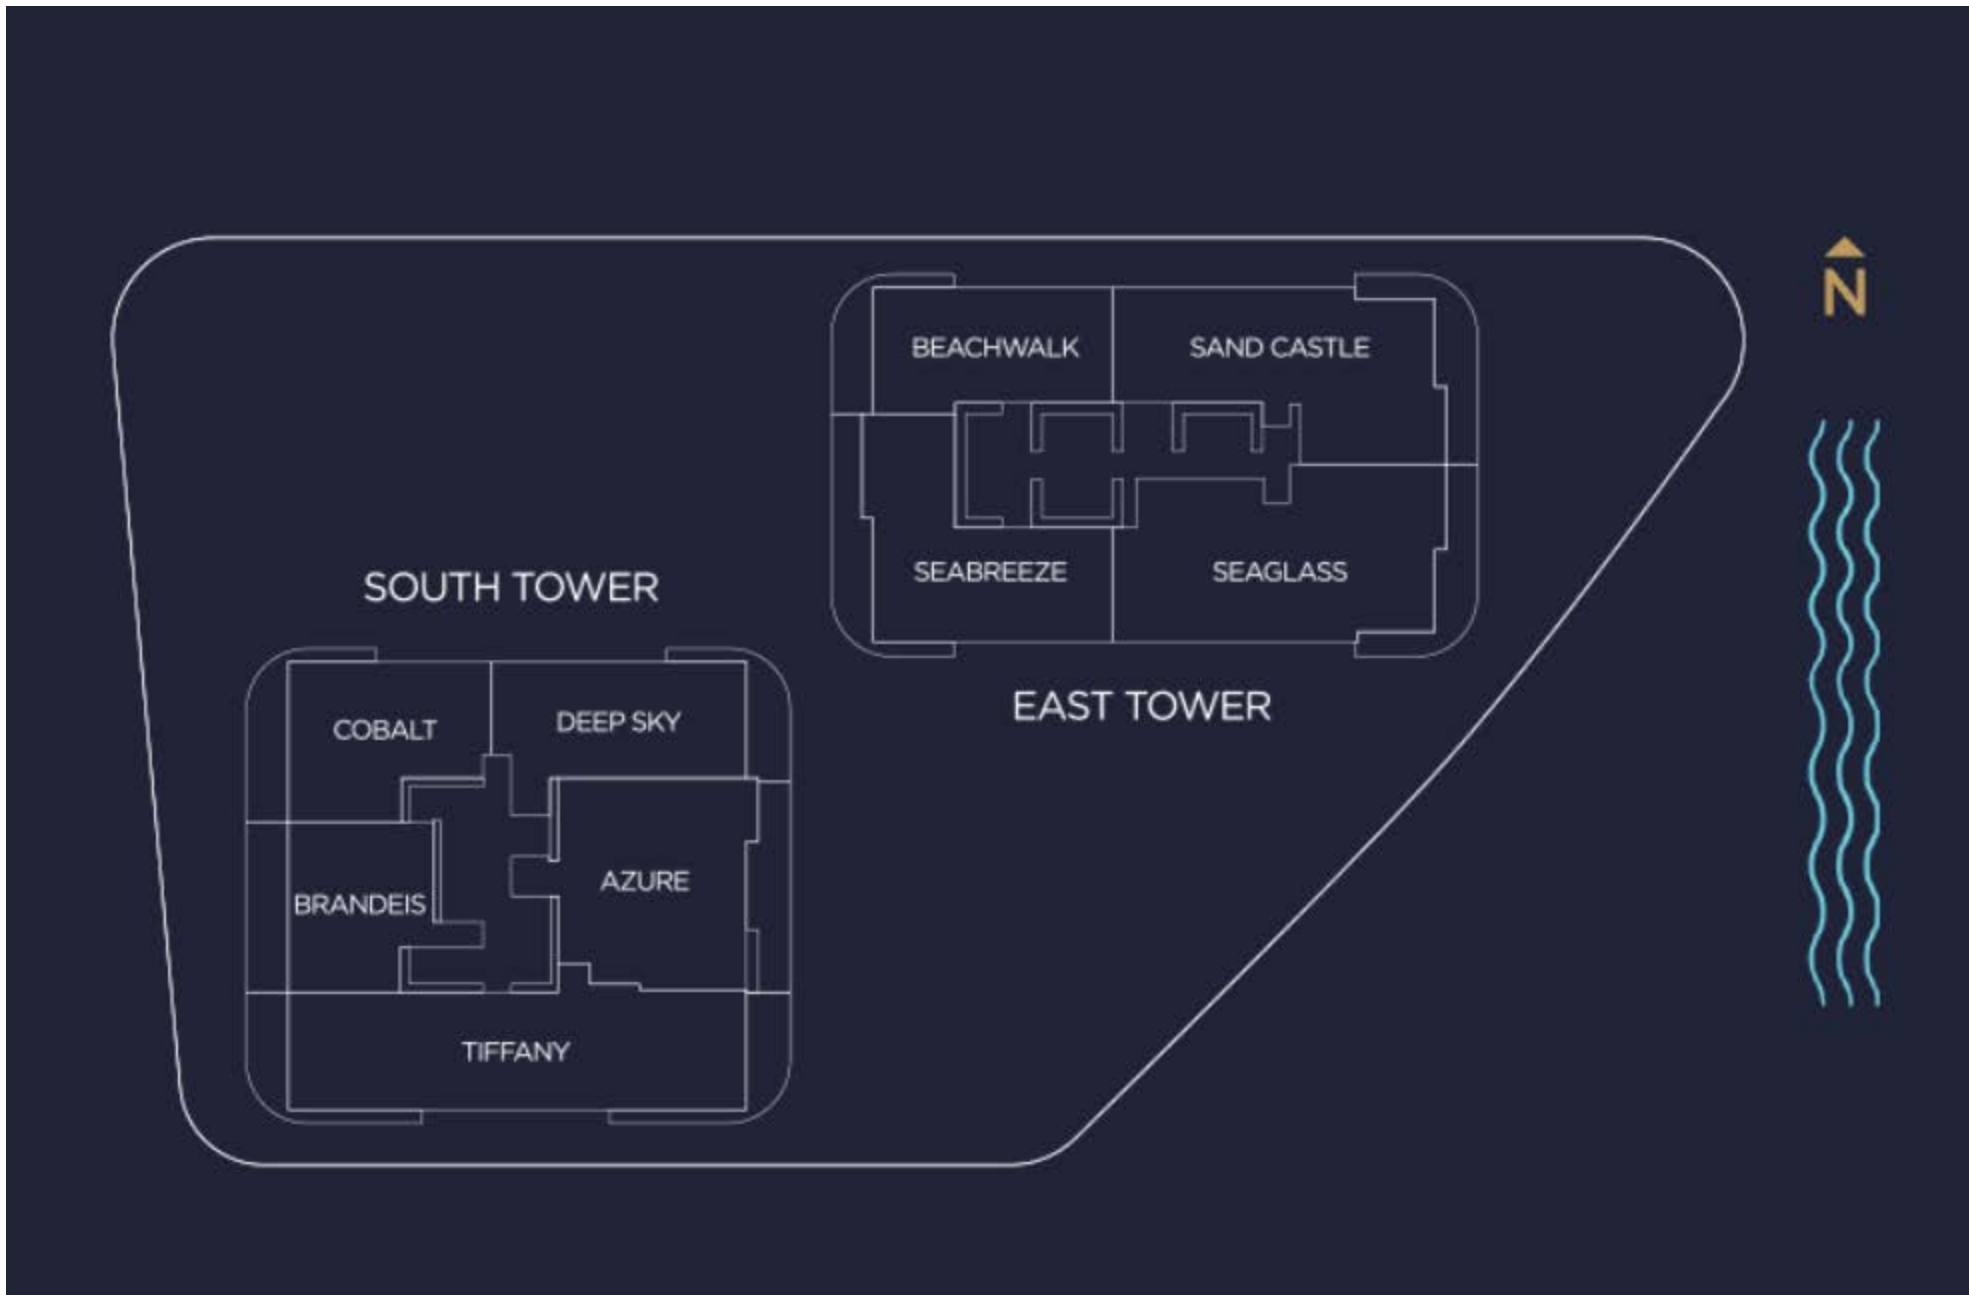 N
BEACHWALK
SAND CASTLE
SEABREEZE
SEAGLASS
EAST TOWER
SOUTH TOWER
COBALT
DEEP SKY
BRANDEIS
AZURE
TIFFANY